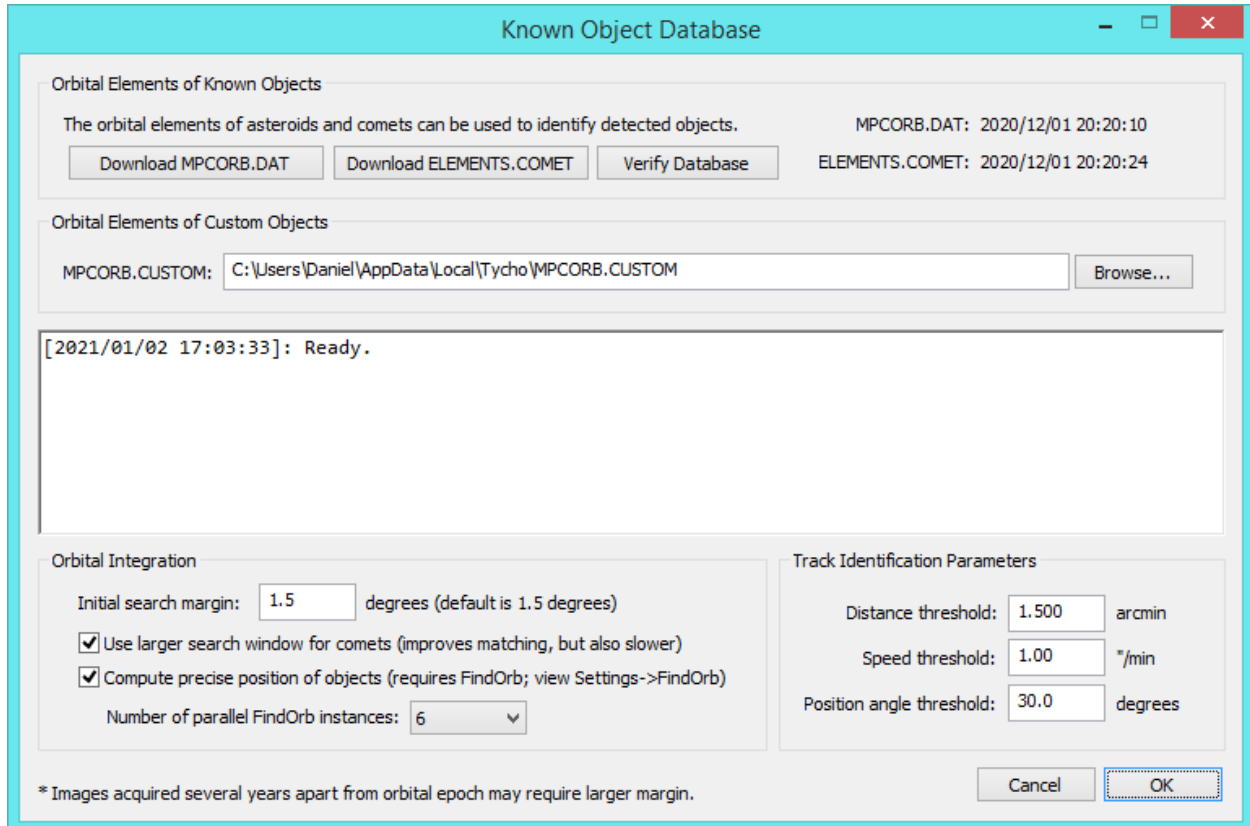 Known Object Database
Orbital Elements of Known Objects
The orbital elements of asteroids and comets can be used to identify detected objects. MPCORB.DAT: 2020/12/01 20:20:10
Download MPCORB.DAT Download ELEMENTS.COMET Verify Database ELEMENTS.COMET: 2020/12/01 20:20:24
Orbital Elements of Custom Objects
MPCORB.CUSTOM: C:\Users\Daniel\AppData\Local\Tycho\MPCORB.CUSTOM Browse...
[2021/01/02 17:03:33]: Ready.
Orbital Integration
Initial search margin: 1.5 degrees (default is 1.5 degrees)
Use larger search window for comets (improves matching, but also slower)
Compute precise position of objects (requires FindOrb; view Settings->FindOrb)
Number of parallel FindOrb instances: 6
Track Identification Parameters
Distance threshold: 1.500 arcmin
Speed threshold: 1.00 "/min
Position angle threshold: 30.0 degrees
* Images acquired several years apart from orbital epoch may require larger margin.
Cancel OK